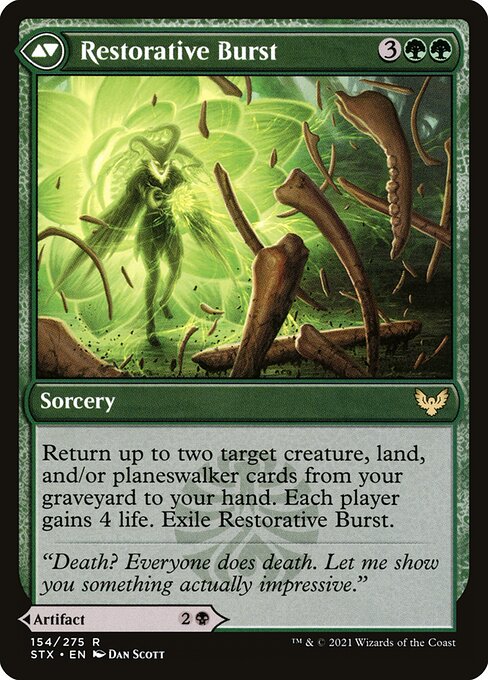 Restorative Burst 3
Sorcery
Return up to two target creature, land,
and/or planeswalker cards from your
graveyard to your hand. Each player
gains 4 life. Exile Restorative Burst.
“Death? Everyone does death. Let me show
you something actually impressive.”
Artifact 2
154/275 R
STX • EN Dan Scott
™ & © 2021 Wizards of the Coast